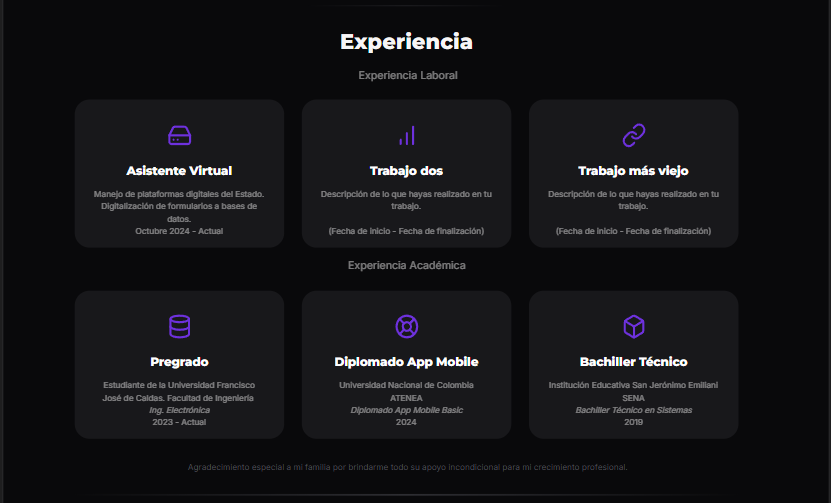 Experiencia
Experiencia Laboral
Asistente Virtual
Manejo de plataformas digitales del Estado.
Digitalización de formularios a bases de
datos.
Octubre 2024 - Actual
Trabajo dos
Descripción de lo que hayas realizado en tu
trabajo.
(Fecha de inicio - Fecha de finalización)
Trabajo más viejo
Descripción de lo que hayas realizado en tu
trabajo.
(Fecha de inicio - Fecha de finalización)
Experiencia Académica
Pregrado
Estudiante de la Universidad Francisco
José de Caldas. Facultad de Ingeniería
Ing. Electrónica
2023 - Actual
Diplomado App Mobile
Universidad Nacional de Colombia
ATENEA
Diplomado App Mobile Basic
2024
Bachiller Técnico
Institución Educativa San Jerónimo Emiliani
SENA
Bachiller Técnico en Sistemas
2019
Agradecimiento especial a mi familia por brindarme todo su apoyo incondicional para mi crecimiento profesional.